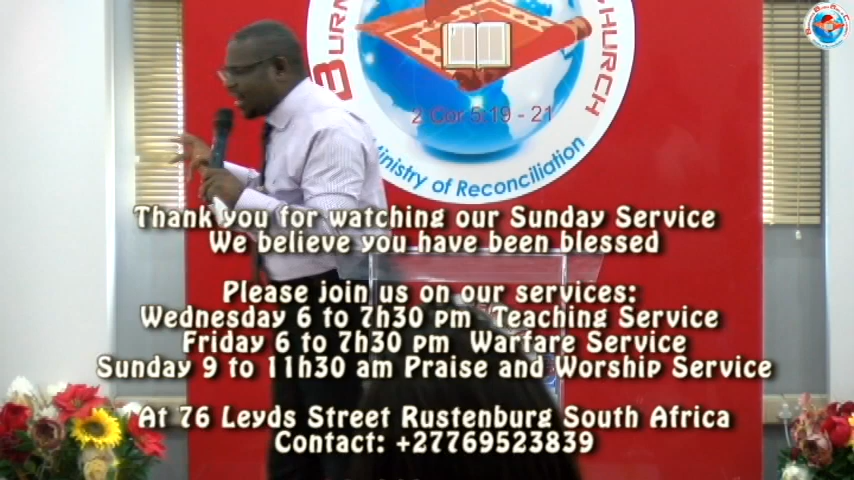 CHURCH
2 Cor 5:19 - 21
Ministry of Reconciliation
Thank you for watching our Sunday Service
We believe you have been blessed
Please join us on our services:
Wednesday 6 to 7h30 pm Teaching Service
Friday 6 to 7h30 pm Warfare Service
Sunday 9 to 11h30 am Praise and Worship Service
At 76 Leyds Street Rustenburg South Africa
Contact: +27769523839